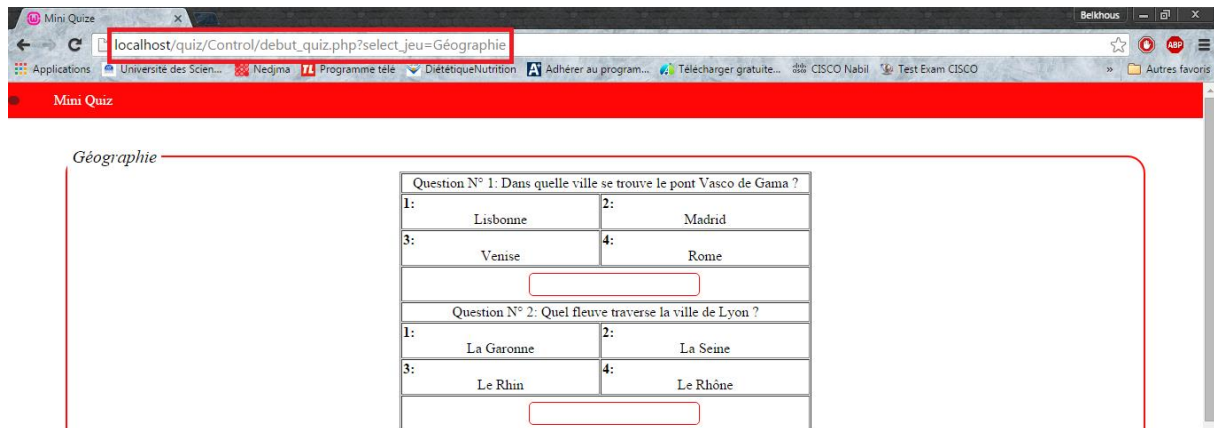 Mini Quize
Belkhous
localhost/quiz/Control/debut_quiz.php?select_jeu=Géographie
ABP
Applications Université des Scien... Nedjma Programme télé DiététiqueNutrition Adhérer au program... Télécharger gratuite... CISCO Nabil Test Exam CISCO » Autres favoris
Mini Quiz
Géographie
Question N° 1: Dans quelle ville se trouve le pont Vasco de Gama ?
1: 2:
Lisbonne Madrid
3: 4:
Venise Rome
Question N° 2: Quel fleuve traverse la ville de Lyon ?
1: 2:
La Garonne La Seine
3: 4:
Le Rhin Le Rhône